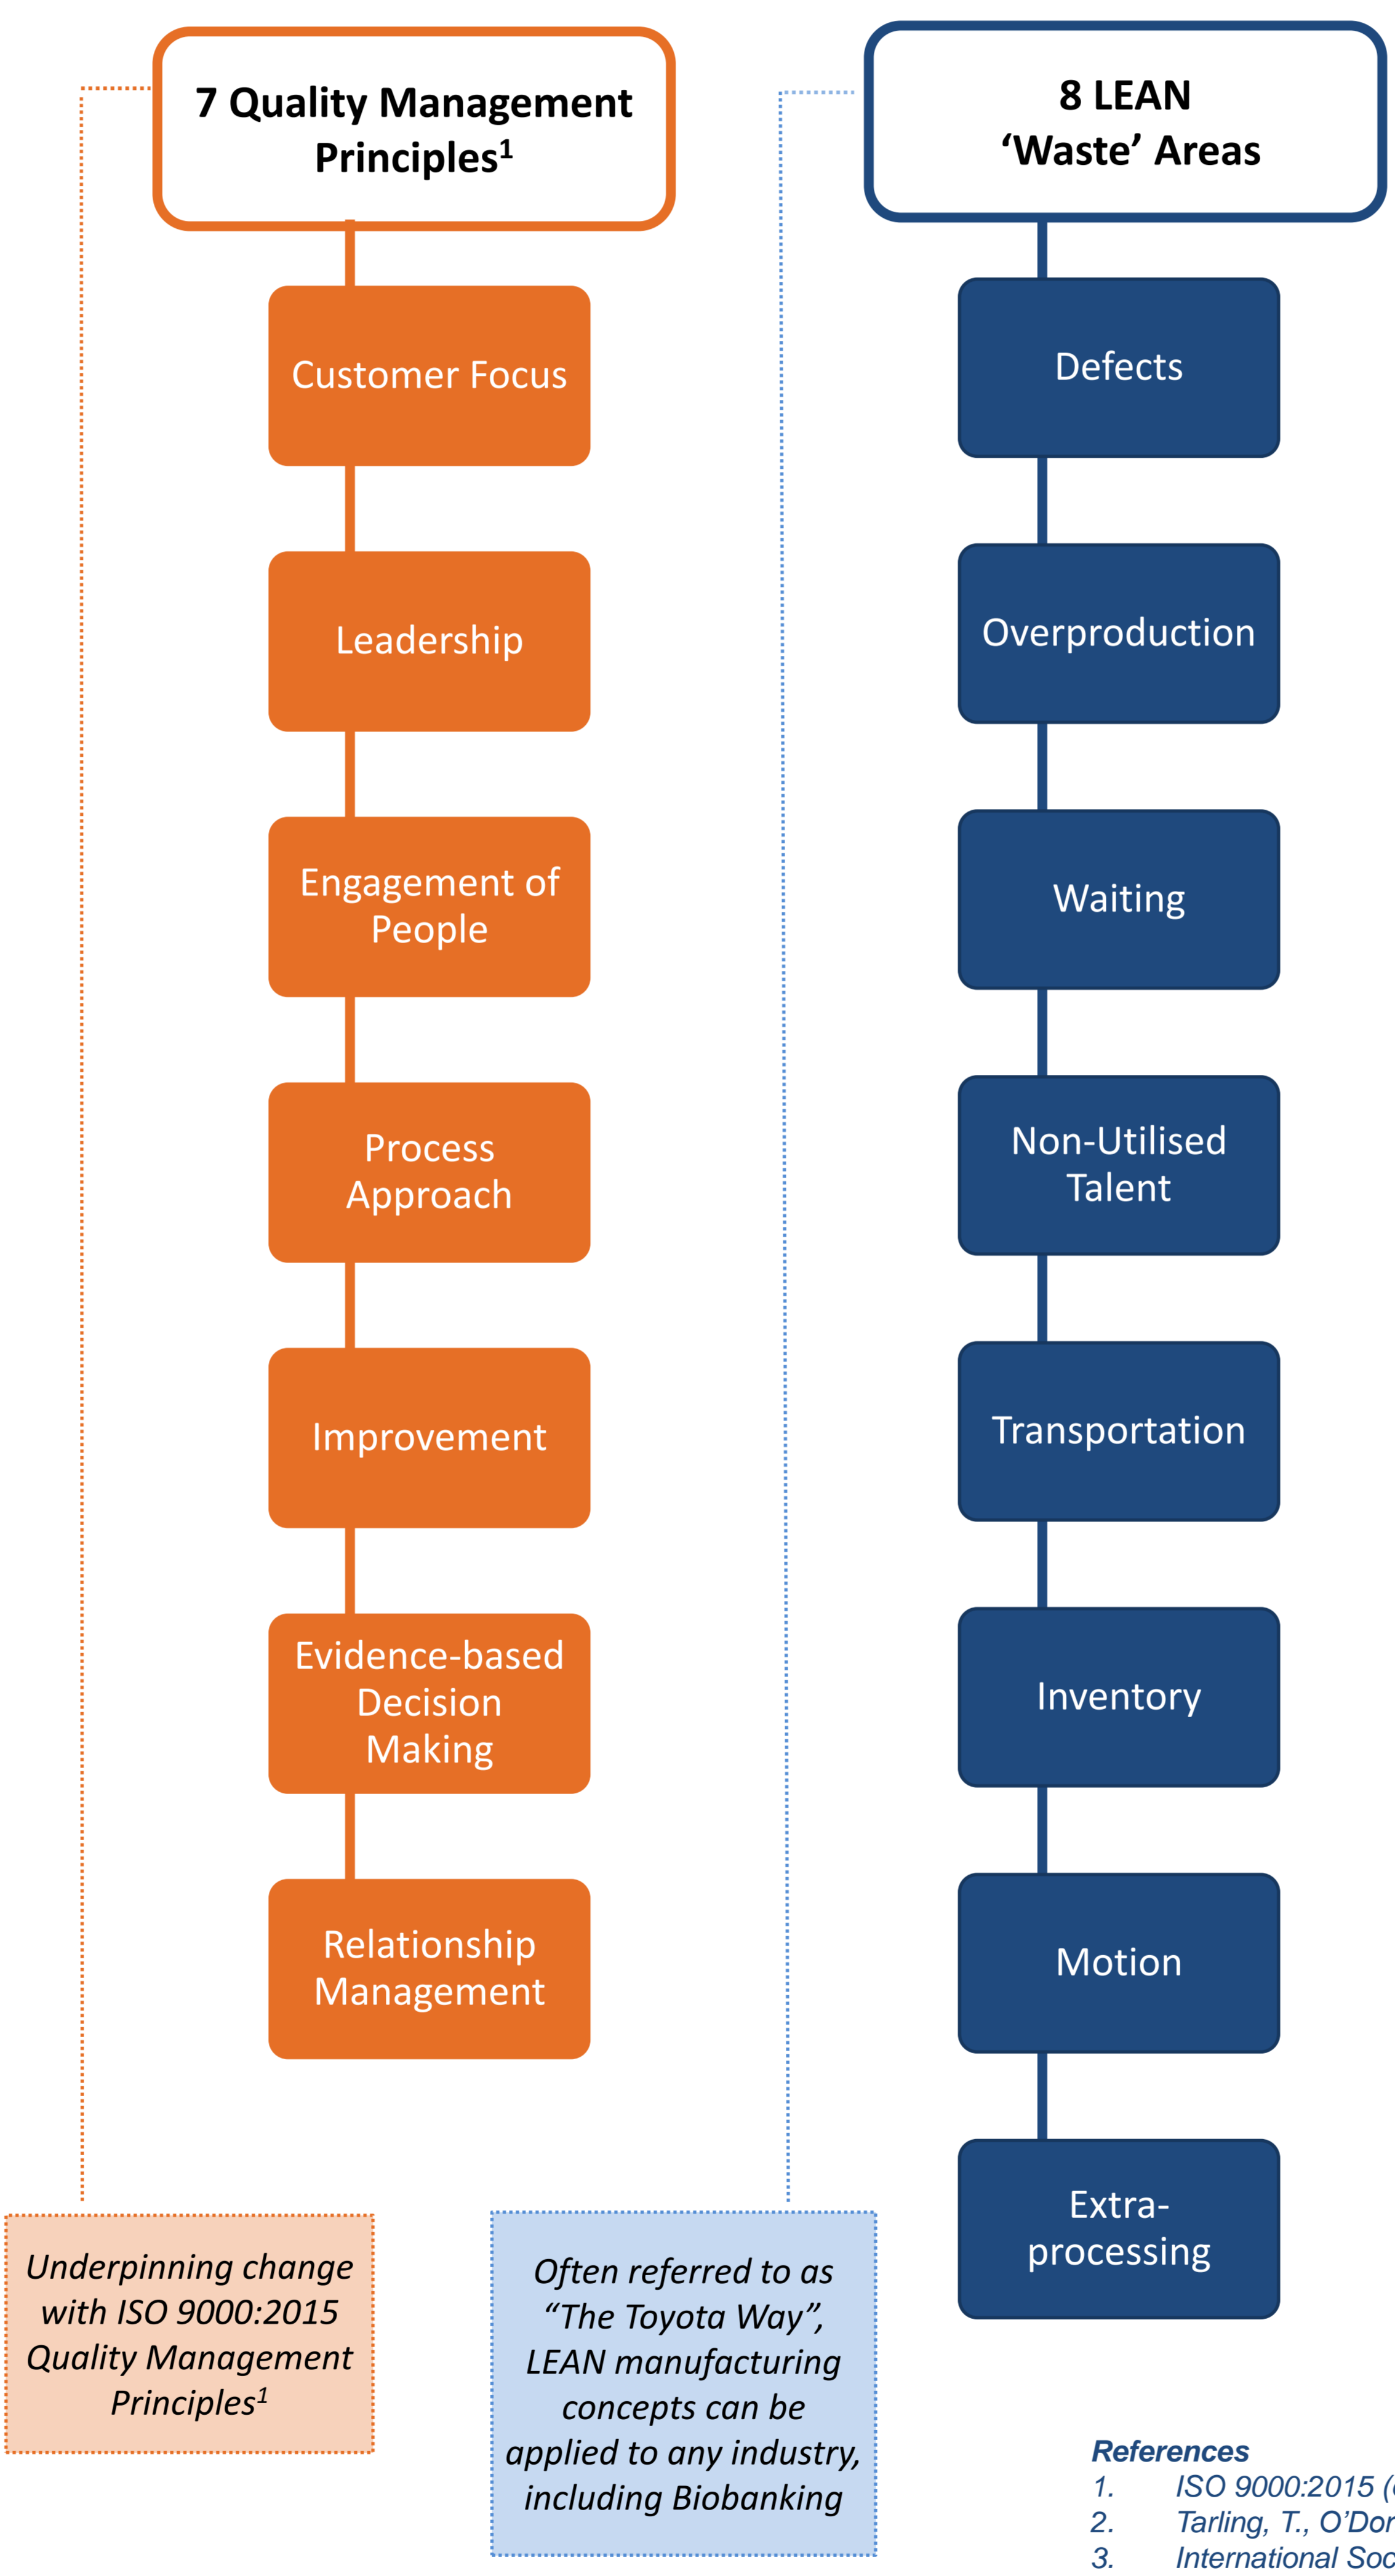 7 Quality Management
Principles¹
Customer Focus
Leadership
Engagement of
People
Process
Approach
Improvement
Evidence-based
Decision
Making
Relationship
Management
Underpinning change
with ISO 9000:2015
Quality Management
Principles¹
8 LEAN
‘Waste’ Areas
Defects
Overproduction
Waiting
Non-Utilised
Talent
Transportation
Inventory
Motion
Extra-
processing
Often referred to as
“The Toyota Way”,
LEAN manufacturing
concepts can be
applied to any industry,
including Biobanking
References
1. ISO 9000:2015
2. Tarling, T.,
3. International